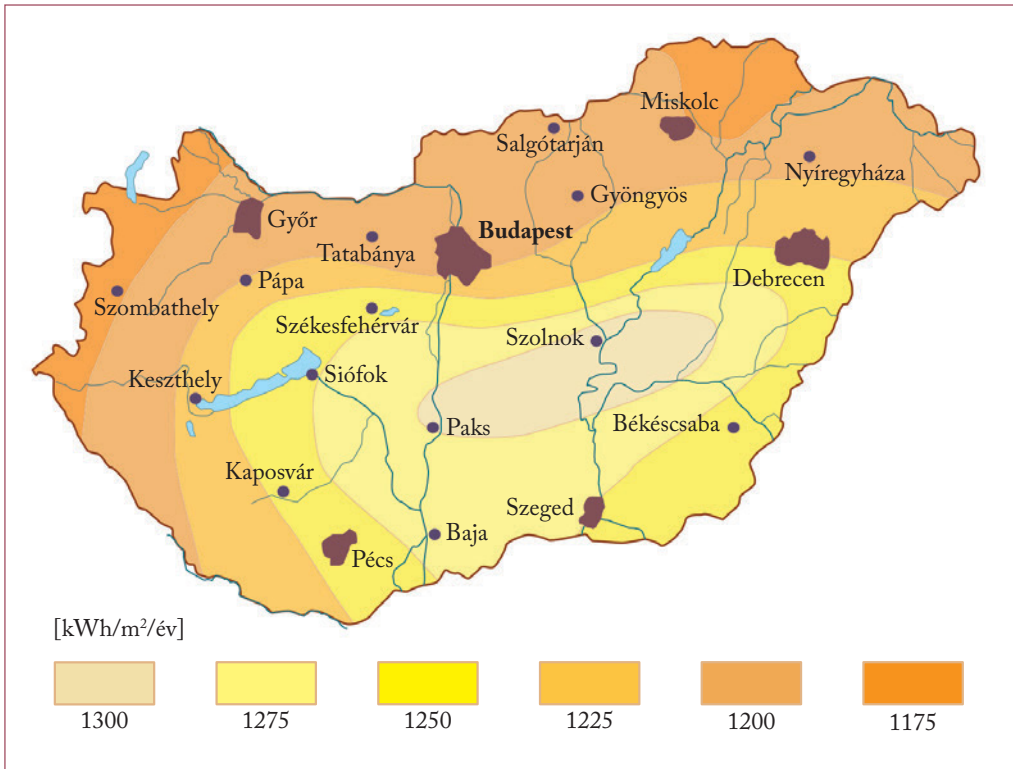 Miskolc
Salgótarján
Nyíregyháza
Gyöngyös
Győr
Budapest
Tatabánya
Debrecen
Pápa
Szombathely
Székesfehérvár
Szolnok
Siófok
Keszthely
Paks
Békéscsaba
Kaposvár
Szeged
Baja
Pécs
[kWh/m²/év]
1300
1275
1250
1225
1200
1175